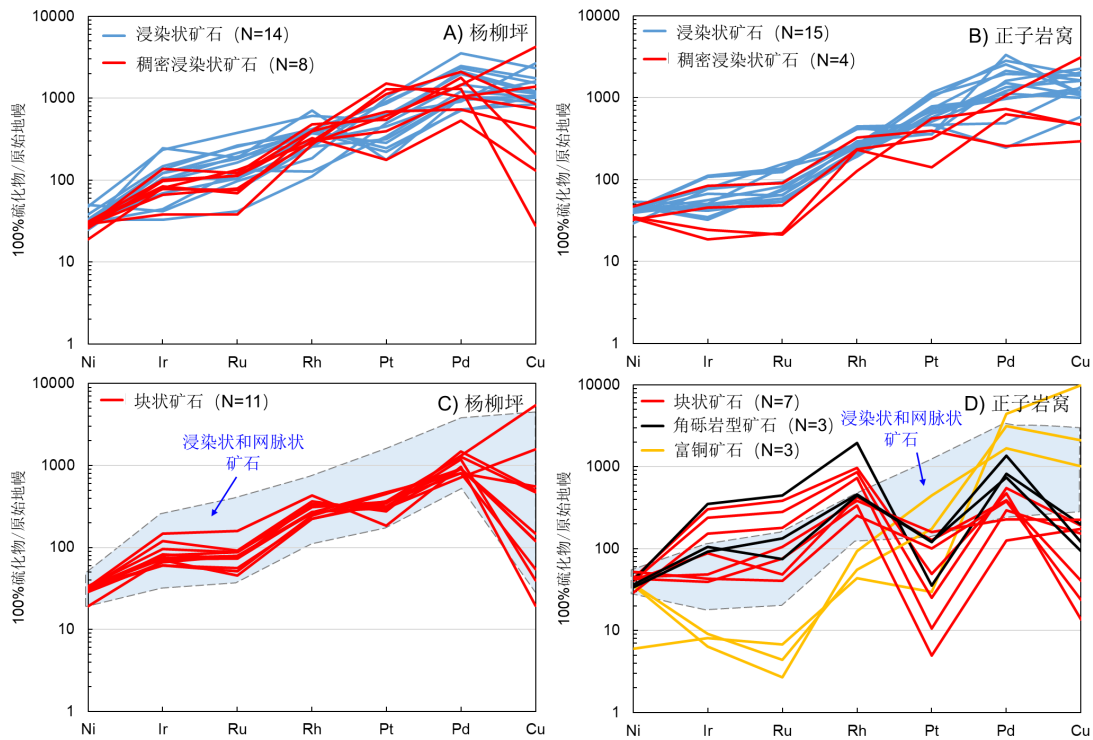 10000
1000
100
10
1
100%硫化物/原始地幔
浸染状矿石 (N=14)
稠密浸染状矿石 (N=8)
A) 杨柳坪
Ni Ir Ru Rh Pt Pd Cu
10000
1000
100
10
1
100%硫化物/原始地幔
浸染状矿石 (N=15)
稠密浸染状矿石 (N=4)
B) 正子岩窝
Ni Ir Ru Rh Pt Pd Cu
10000
1000
100
10
1
100%硫化物/原始地幔
块状矿石 (N=11)
C) 杨柳坪
浸染状和网脉状
矿石
Ni Ir Ru Rh Pt Pd Cu
10000
1000
100
10
1
100%硫化物/原始地幔
块状矿石 (N=7)
角砾岩型矿石 (N=3)
富铜矿石 (N=3)
D) 正子岩窝
浸染状和网脉状
矿石
Ni Ir Ru Rh Pt Pd Cu